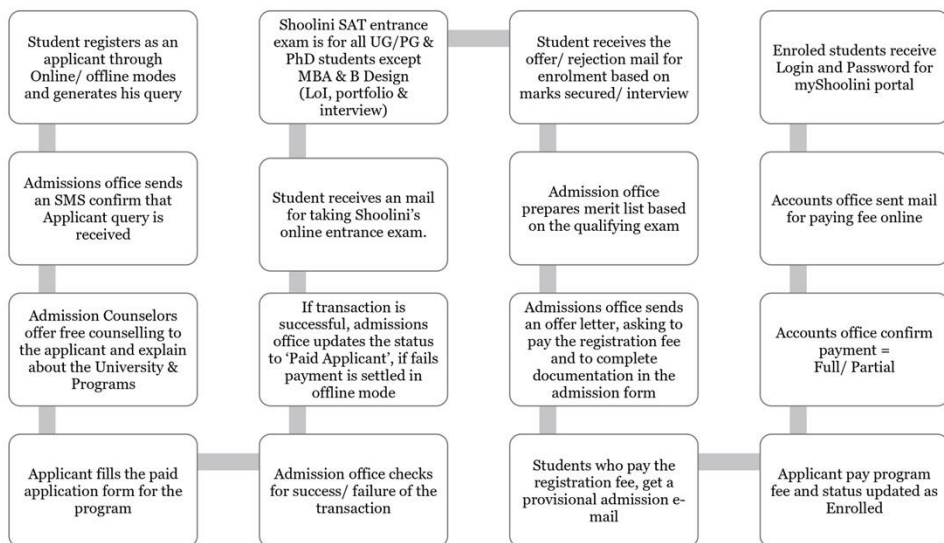 Student registers as an
applicant through
Online/ offline modes
and generates his query
Admissions office sends
an SMS confirm that
Applicant query is
received
Admission Counselors
offer free counselling to
the applicant and explain
about the University &
Programs
Applicant fills the paid
application form for the
program
Admission office checks
for success/ failure of the
transaction
If transaction is
successful, admissions
office updates the status
to ‘Paid Applicant’, if fails
payment is settled in
offline mode
Student receives an mail
for taking Shoolini’s
online entrance exam.
Shoolini SAT entrance
exam is for all UG/PG &
PhD students except
MBA & B Design
(LoI, portfolio &
interview)
Student receives the
offer/ rejection mail for
enrolment based on
marks secured/ interview
Admission office
prepares merit list based
on the qualifying exam
Admissions office sends
an offer letter, asking to
pay the registration fee
and to complete
documentation in the
admission form
Students who pay the
registration fee, get a
provisional admission e-
mail
Applicant pay program
fee and status updated as
Enrolled
Accounts office confirm
payment =
Full/ Partial
Accounts office sent mail
for paying fee online
Enroled students receive
Login and Password for
myShoolini portal